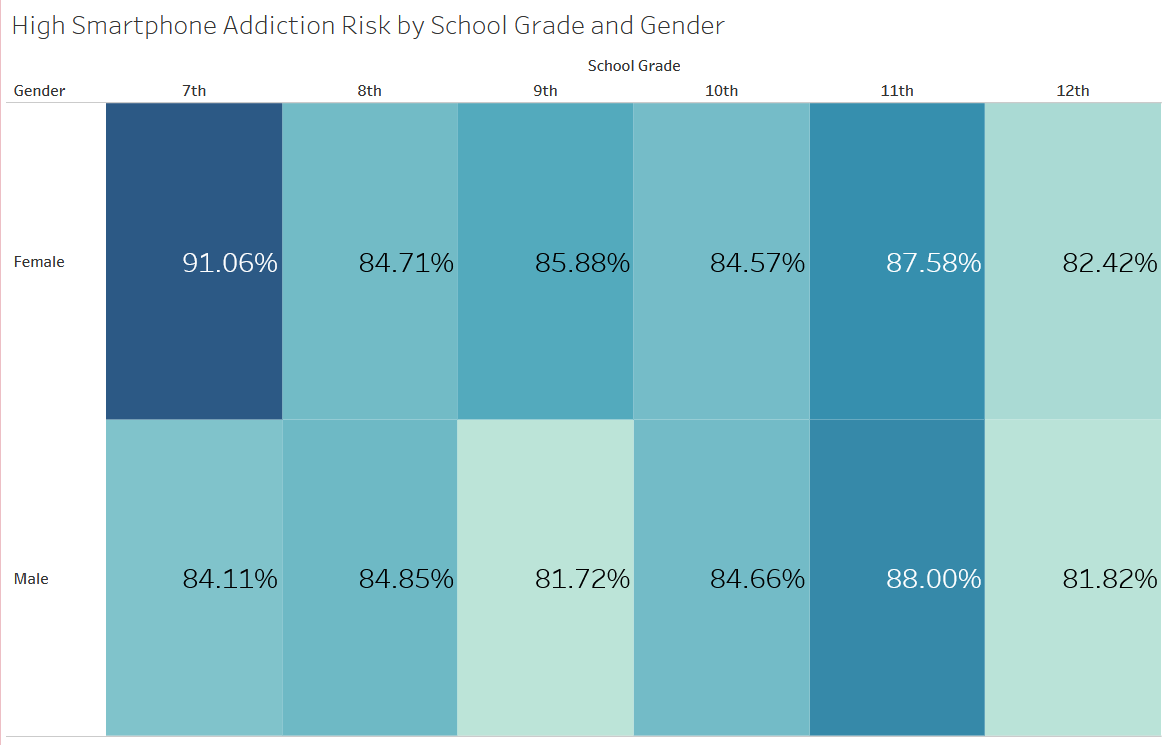 High Smartphone Addiction Risk by School Grade and Gender
School Grade
Gender 7th 8th 9th 10th 11th 12th
Female 91.06% 84.71% 85.88% 84.57% 87.58% 82.42%
Male 84.11% 84.85% 81.72% 84.66% 88.00% 81.82%